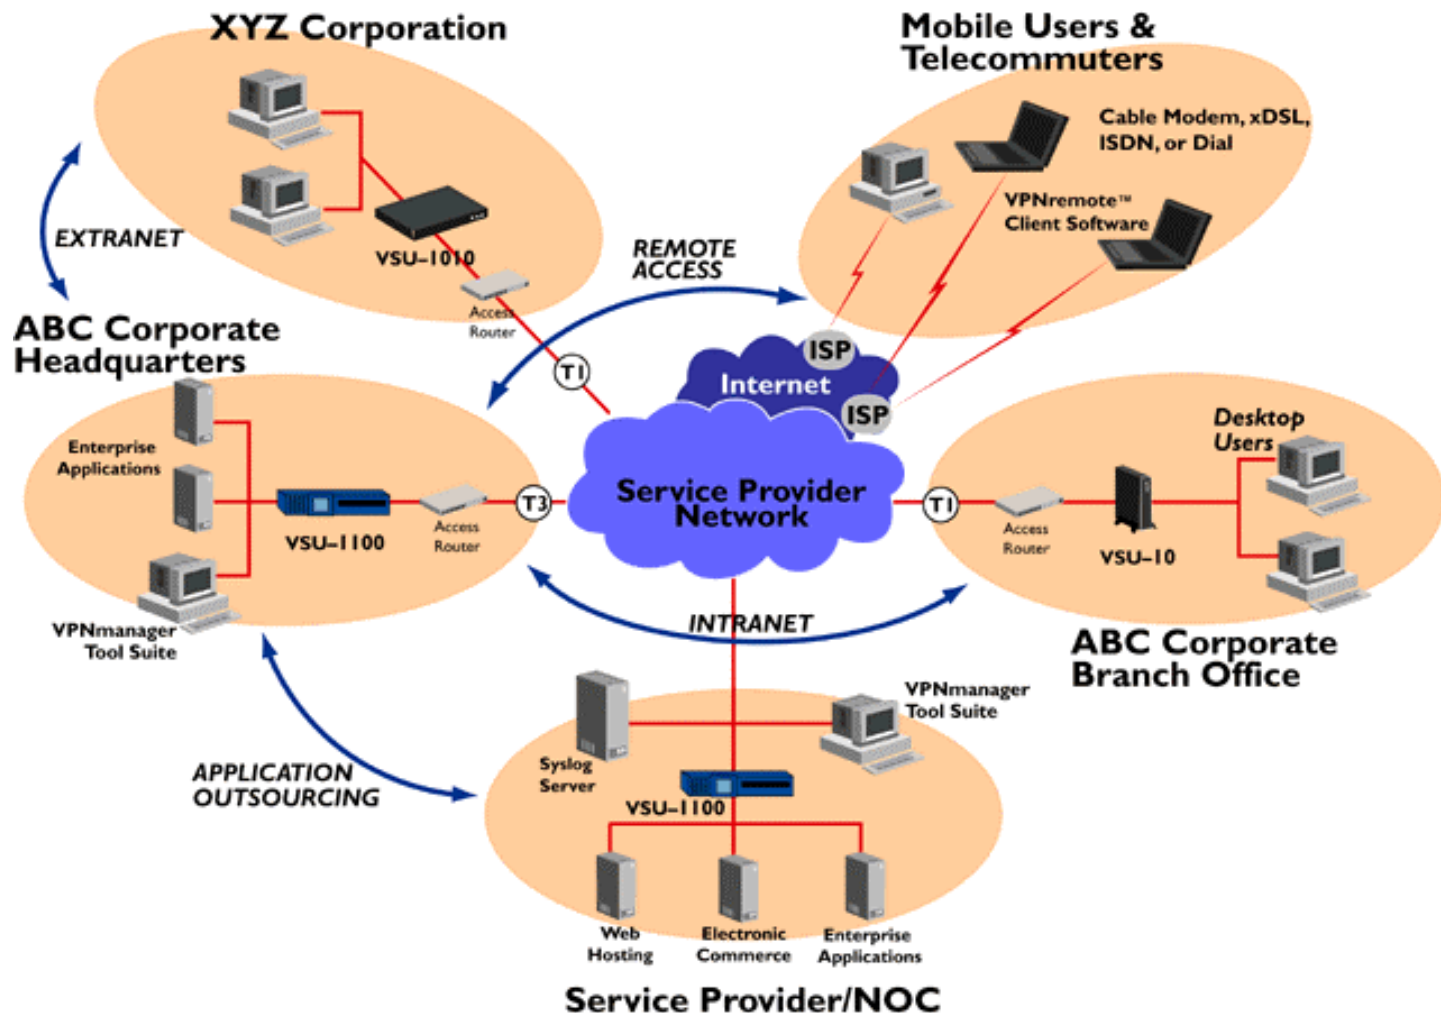 XYZ Corporation
Mobile Users &
Telecommuters
Cable Modem, xDSL,
ISDN, or Dial
VPNremote™
Client Software
EXTRANET
VSU–1010
REMOTE
ACCESS
Access
Router
ABC Corporate
Headquarters
T1
ISP
Internet
ISP
Enterprise
Applications
VSU–1100
Access
Router
T3
Service Provider
Network
T1
Access
Router
VSU–10
Desktop
Users
VPNmanager
Tool Suite
INTRANET
ABC Corporate
Branch Office
APPLICATION
OUTSOURCING
Syslog
Server
VPNmanager
Tool Suite
VSU–1100
Web
Hosting
Electronic
Commerce
Enterprise
Applications
Service Provider/NOC